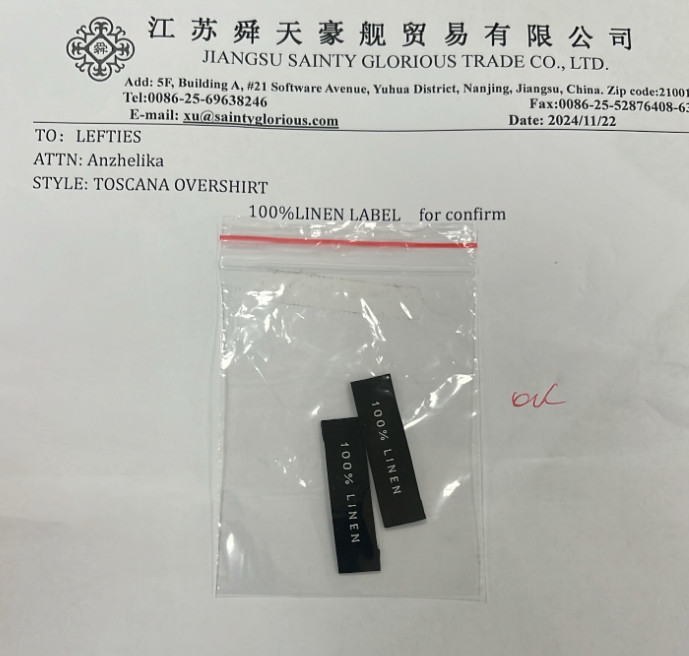 江苏舜天豪舰贸易有限公司
舜
JIANGSU SAINTY GLORIOUS TRADE CO., LTD.
Add: 5F, Building A, #21 Software Avenue, Yuhua District, Nanjing, Jiangsu, China. Zip code:21001
Tel:0086-25-69638246 Fax:0086-25-52876408-63
E-mail: xu@saintyglorious.com Date: 2024/11/22
TO: LEFTIES
ATTN: Anzhelika
STYLE: TOSCANA OVERSHIRT
100%LINEN LABEL for confirm
100% LINEN
100% LINEN
ok